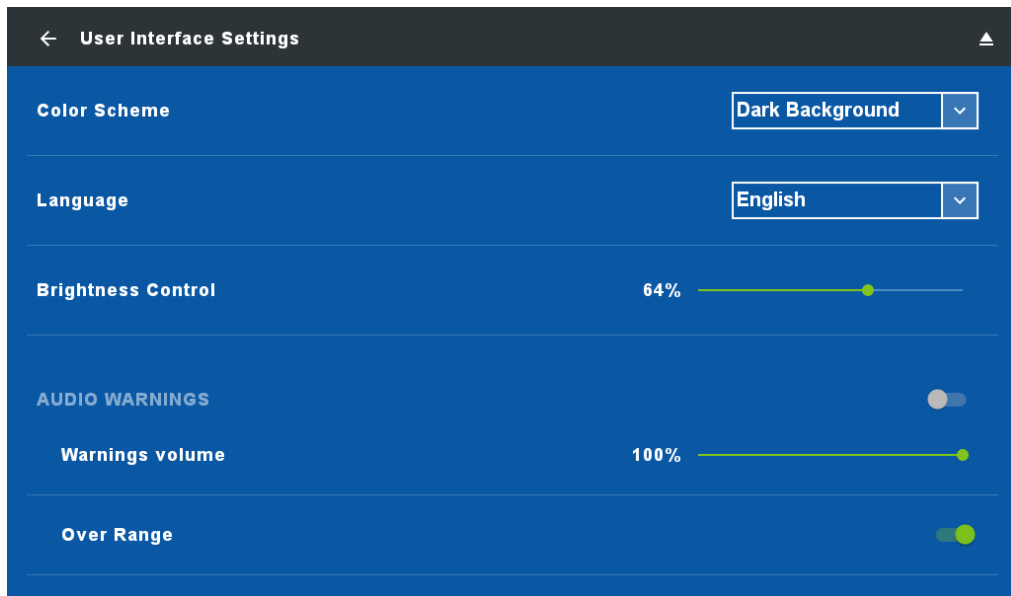 User Interface Settings
Color Scheme Dark Background
Language English
Brightness Control 64%
AUDIO WARNINGS
Warnings volume 100%
Over Range